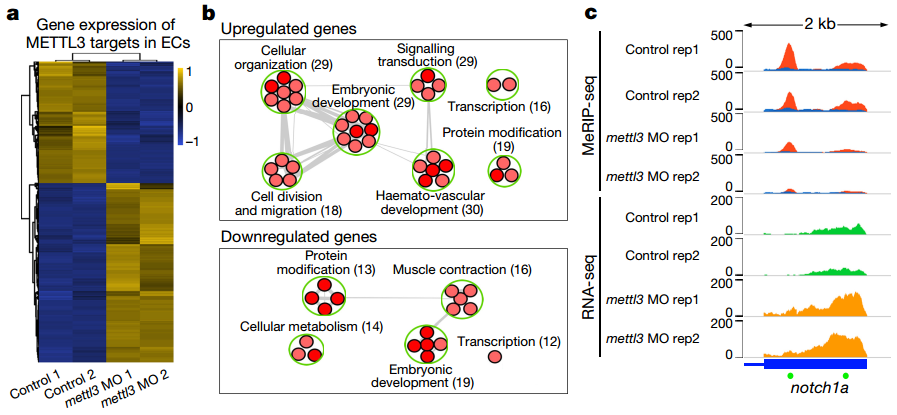 a
Gene expression of
METTL3 targets in ECs
1
0
−1
Control 1
Control 2
mettl3 MO 1
mettl3 MO 2
b
Upregulated genes
Cellular
organization (29)
Signalling
transduction (29)
Embryonic
development (29)
Transcription (16)
Protein modification
(19)
Cell division
and migration (18)
Haemato-vascular
development (30)
Downregulated genes
Protein
modification (13)
Muscle contraction (16)
Cellular metabolism (14)
Transcription (12)
Embryonic
development (19)
c
2 kb
MeRIP-seq
500
Control rep1
0
500
Control rep2
0
500
mettl3 MO rep1
0
500
mettl3 MO rep2
0
RNA-seq
200
Control rep1
0
200
Control rep2
0
200
mettl3 MO rep1
0
200
mettl3 MO rep2
0
notch1a